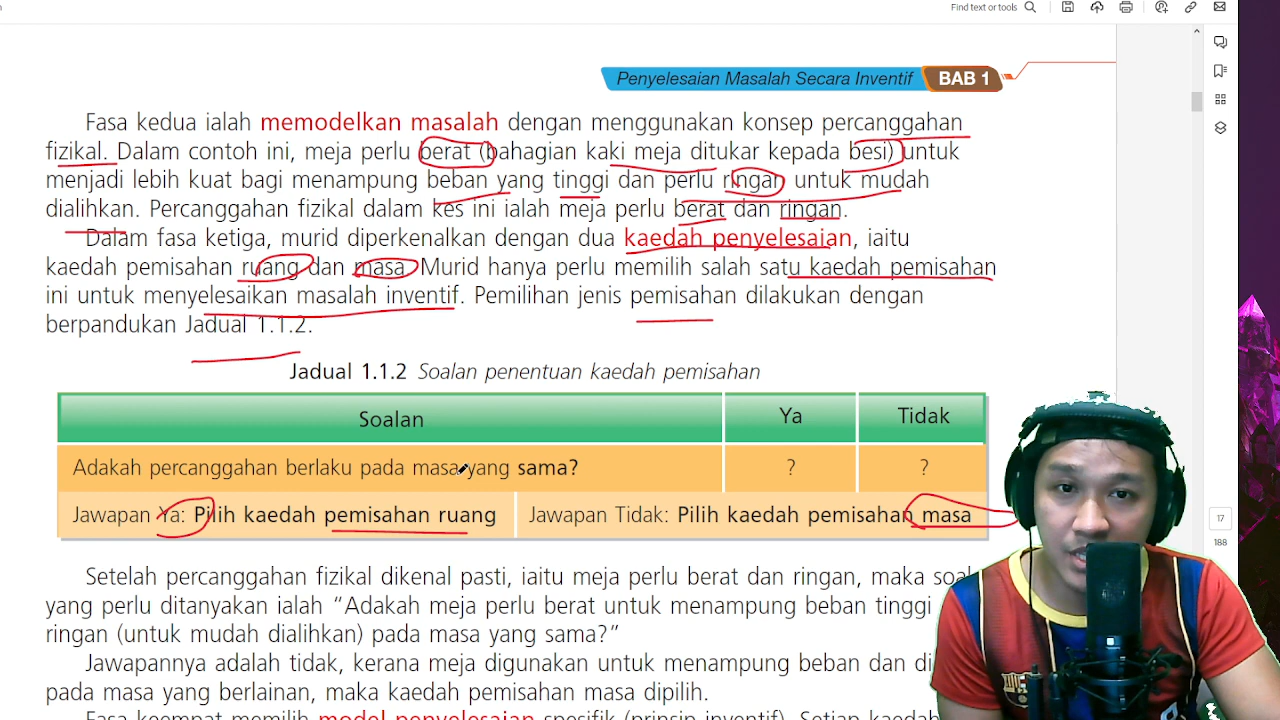 Find text or tools
Penyelesaian Masalah Secara Inventif BAB 1
Fasa kedua ialah memodelkan masalah dengan menggunakan konsep percanggahan
fizikal. Dalam contoh ini, meja perlu berat (bahagian kaki meja ditukar kepada besi) untuk
menjadi lebih kuat bagi menampung beban yang tinggi dan perlu ringan untuk mudah
dialihkan. Percanggahan fizikal dalam kes ini ialah meja perlu berat dan ringan.
Dalam fasa ketiga, murid diperkenalkan dengan dua kaedah penyelesaian, iaitu
kaedah pemisahan ruang dan masa. Murid hanya perlu memilih salah satu kaedah pemisahan
ini untuk menyelesaikan masalah inventif. Pemilihan jenis pemisahan dilakukan dengan
berpandukan Jadual 1.1.2.
Jadual 1.1.2 Soalan penentuan kaedah pemisahan
Soalan Ya Tidak
Adakah percanggahan berlaku pada masa yang sama? ? ?
Jawapan Ya: Pilih kaedah pemisahan ruang Jawapan Tidak: Pilih kaedah pemisahan masa
17
188
Setelah percanggahan fizikal dikenal pasti, iaitu meja perlu berat dan ringan, maka
yang perlu ditanyakan ialah “Adakah meja perlu berat untuk menampung beban tinggi
ringan (untuk mudah dialihkan) pada masa yang sama?”
Jawapannya adalah tidak, kerana meja digunakan untuk menampung beban dan
pada masa yang berlainan, maka kaedah pemisahan masa dipilih.
Fasa keempat memilih model penyelesaian spesifik (prinsip inventif). Setiap